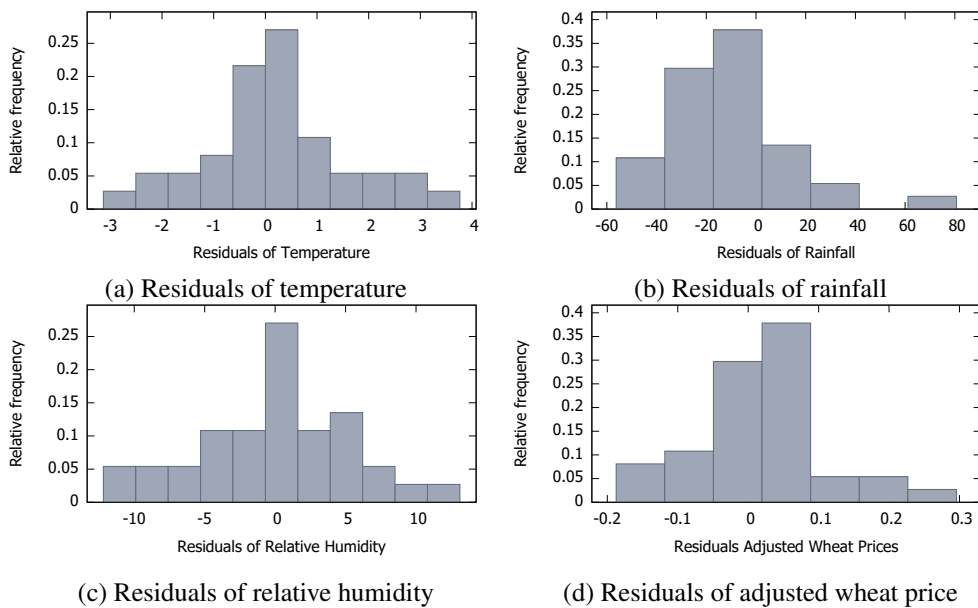 0.25
0.2
0.15
0.1
0.05
0
Relative frequency
-3 -2 -1 0 1 2 3 4
Residuals of Temperature
(a) Residuals of temperature
0.4
0.35
0.3
0.25
0.2
0.15
0.1
0.05
0
Relative frequency
-60 -40 -20 0 20 40 60 80
Residuals of Rainfall
(b) Residuals of rainfall
0.25
0.2
0.15
0.1
0.05
0
Relative frequency
-10 -5 0 5 10
Residuals of Relative Humidity
(c) Residuals of relative humidity
0.4
0.35
0.3
0.25
0.2
0.15
0.1
0.05
0
Relative frequency
-0.2 -0.1 0 0.1 0.2 0.3
Residuals Adjusted Wheat Prices
(d) Residuals of adjusted wheat price